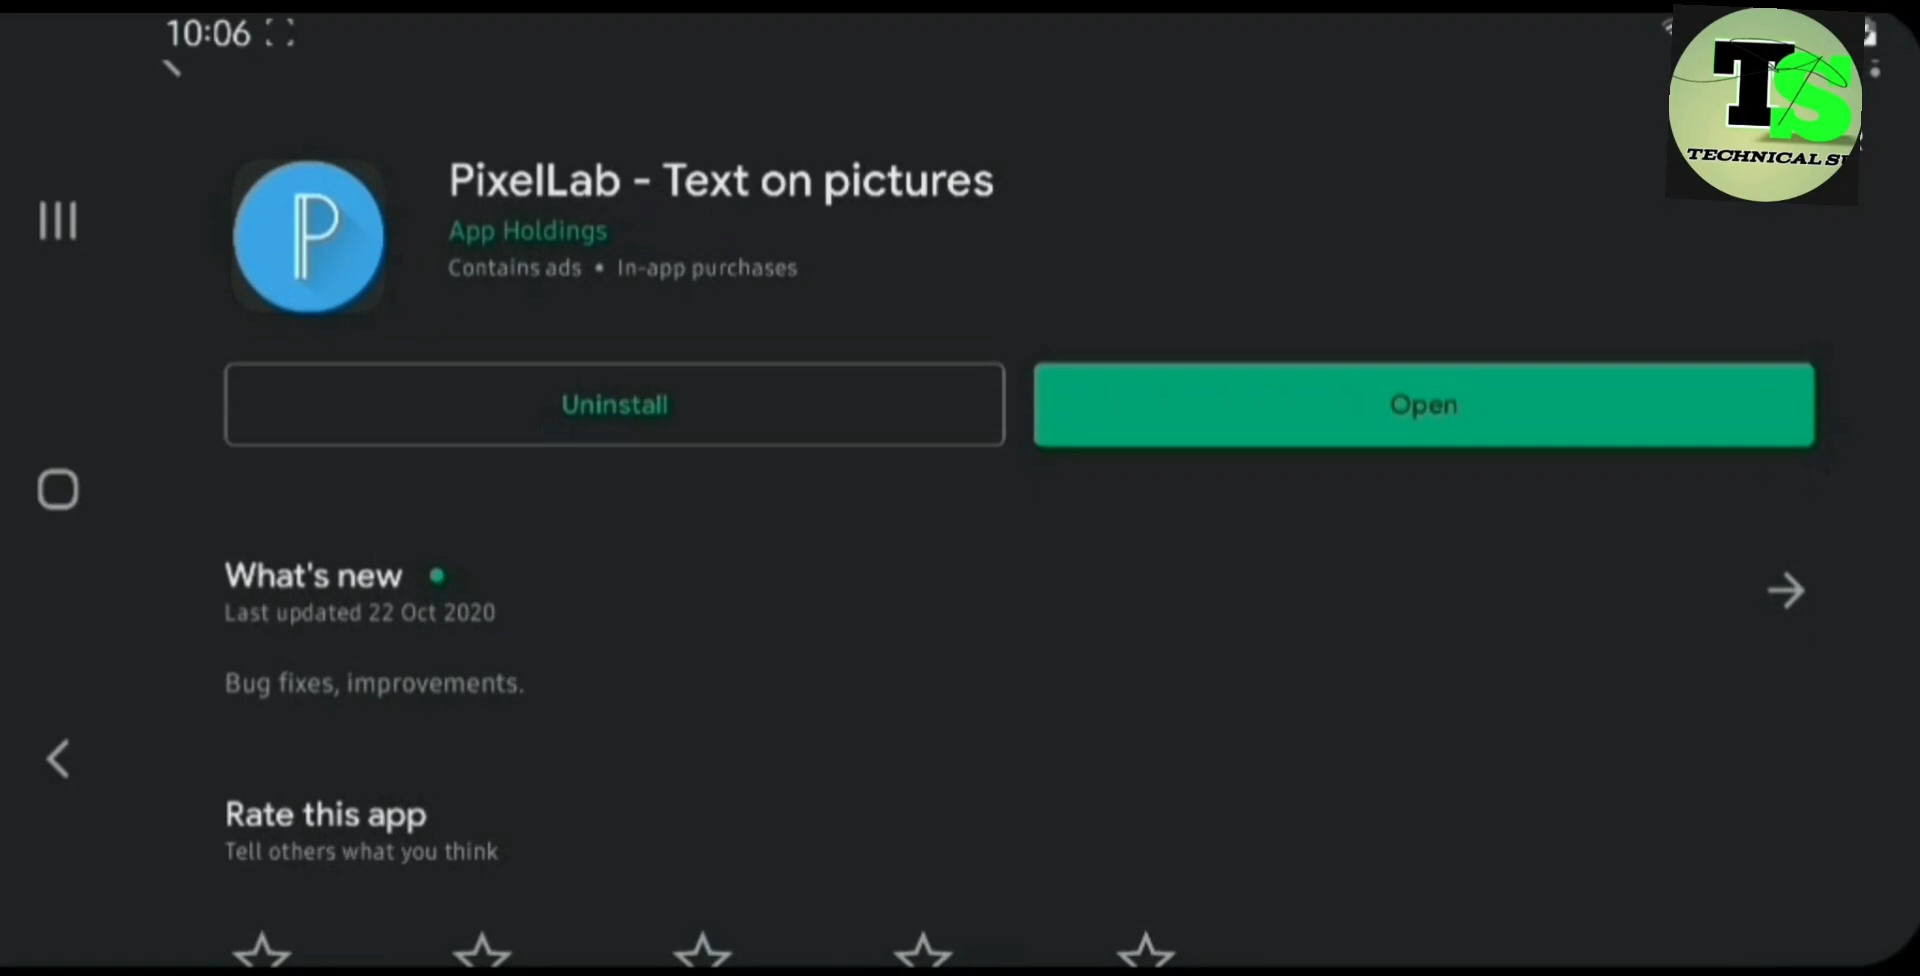 10:06
TS
TECHNICAL
P
PixelLab - Text on pictures
App Holdings
Contains ads • In-app purchases
Uninstall
Open
What's new
Last updated 22 Oct 2020
Bug fixes, improvements.
Rate this app
Tell others what you think